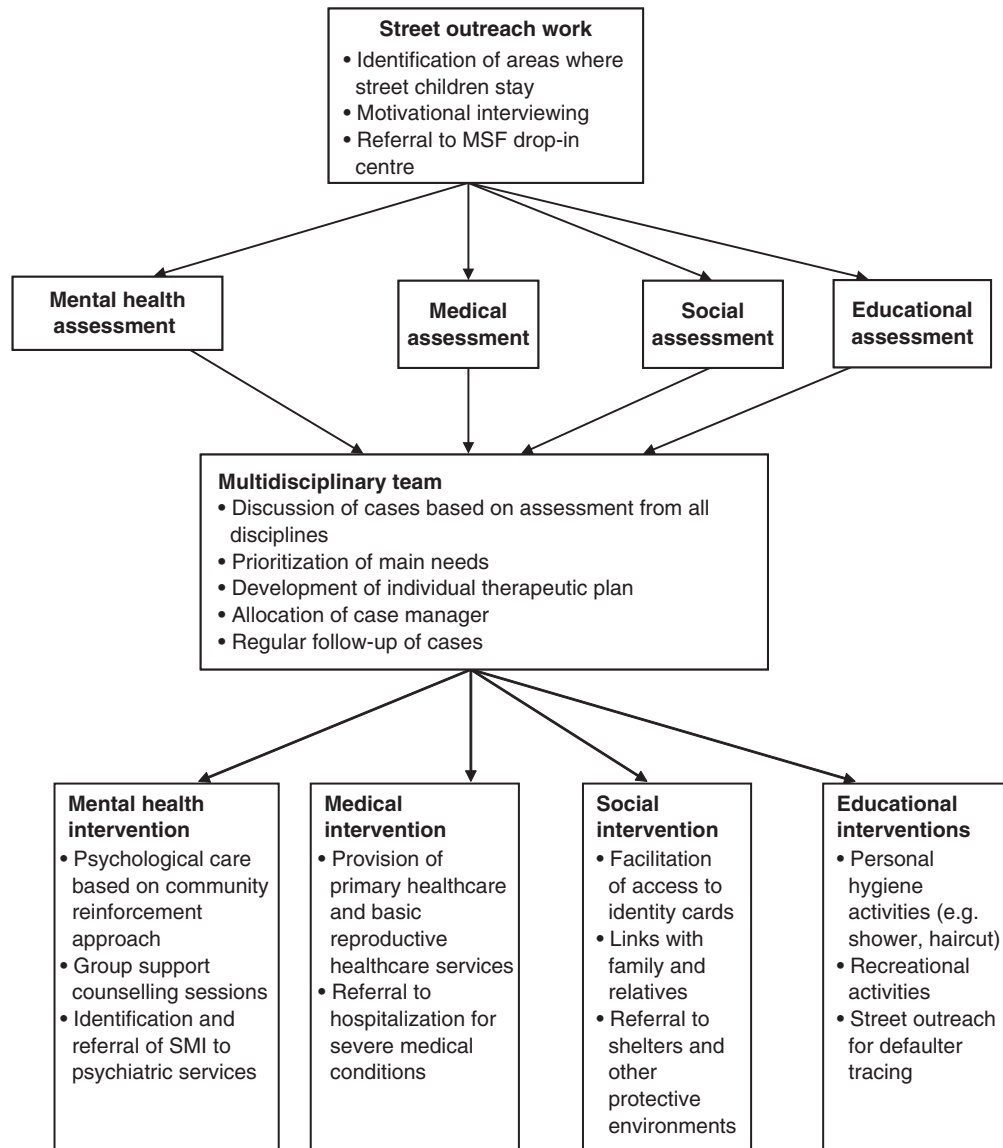 Street outreach work
• Identification of areas where
street children stay
• Motivational interviewing
• Referral to MSF drop-in
centre
Mental health
assessment
Medical
assessment
Social
assessment
Educational
assessment
Multidisciplinary team
• Discussion of cases based on assessment from all
disciplines
• Prioritization of main needs
• Development of individual therapeutic plan
• Allocation of case manager
• Regular follow-up of cases
Mental health
intervention
• Psychological care
based on community
reinforcement
approach
• Group support
counselling sessions
• Identification and
referral of SMI to
psychiatric services
Medical
intervention
• Provision of
primary healthcare
and basic
reproductive
healthcare services
• Referral to
hospitalization for
severe medical
conditions
Social
intervention
• Facilitation
of access to
identity cards
• Links with
family and
relatives
• Referral to
shelters and
other
protective
environments
Educational
interventions
• Personal
hygiene
activities (e.g.
shower, haircut)
• Recreational
activities
• Street outreach
for defaulter
tracing